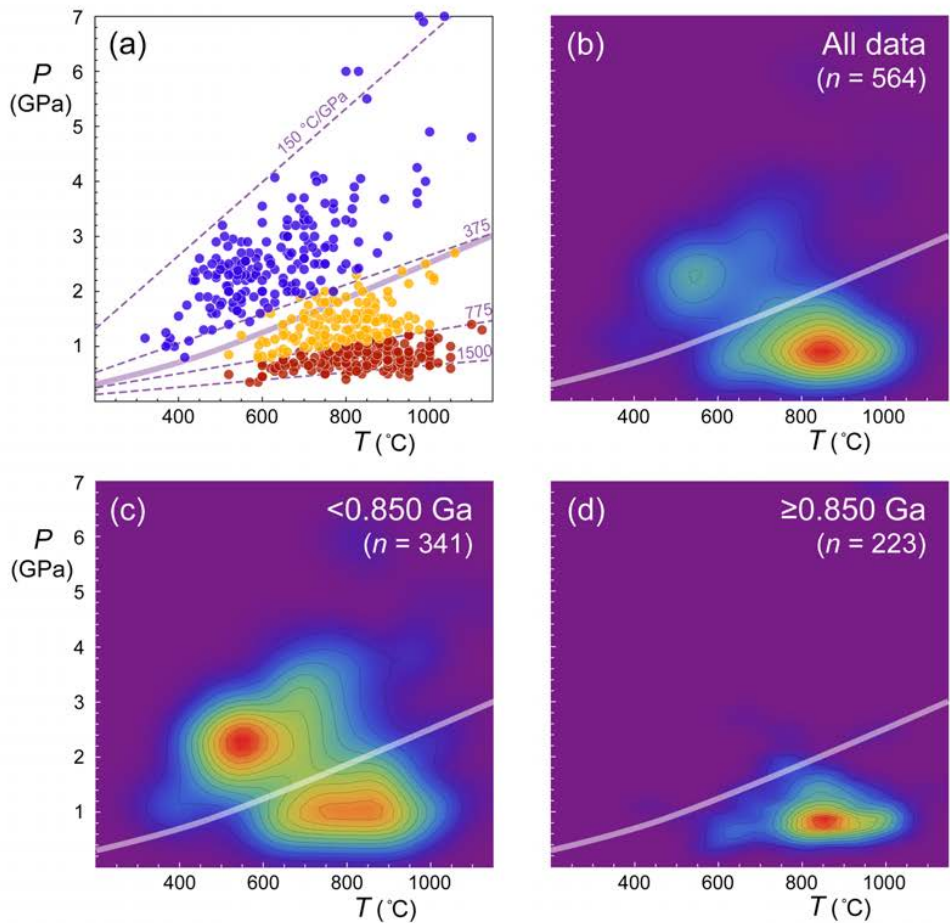 (a)
7
6
5
4
3
2
1
P
(GPa)
150 °C/GPa
375
775
1500
400
600
800
1000
T (°C)
(b)
All data
(n = 564)
400
600
800
1000
T (°C)
(c)
<0.850 Ga
(n = 341)
7
6
5
4
3
2
1
P
(GPa)
400
600
800
1000
T (°C)
(d)
≥0.850 Ga
(n = 223)
400
600
800
1000
T (°C)